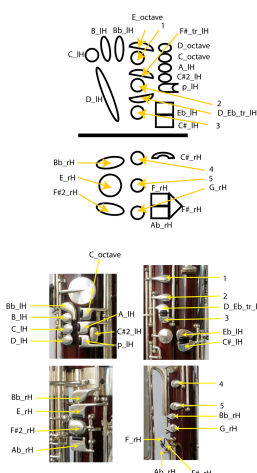 E_octave
1
F#_tr_lH
B_lH
Bb_lH
D_octave
C_octave
C_lH
A_lH
C#2_lH
p_lH
D_lH
2
D_Eb_tr_lH
Eb_lH
3
C#_lH
Bb_rH
C#_rH
4
E_rH
5
F_rH
G_rH
F#2_rH
F#_rH
Ab_rH
C_octave
1
2
Bb_lH
D_Eb_tr_l
B_lH
A_lH
3
C_lH
C#2_lH
Eb_lH
D_lH
p_lH
C#_lH
4
Bb_rH
5
E_rH
Bb_rH
F#2_rH
G_rH
Ab_rH
F_rH
Ab_rH
F#_rH